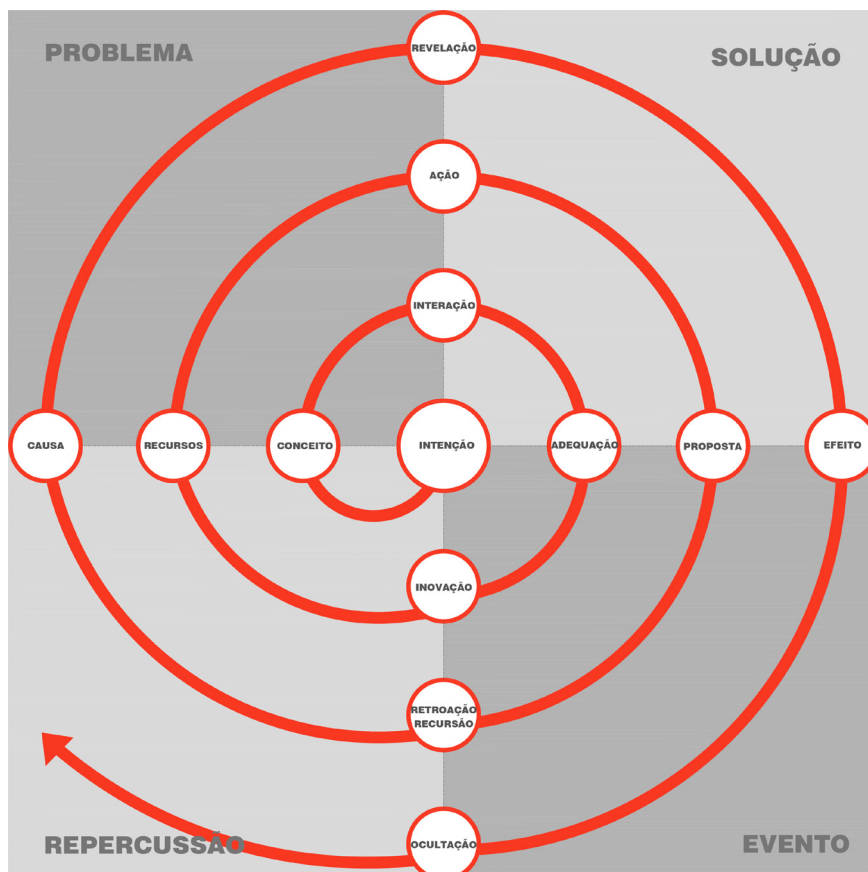 PROBLEMA
REVELAÇÃO
SOLUÇÃO
AÇÃO
INTERAÇÃO
CAUSA
RECURSOS
CONCEITO
INTENÇÃO
ADEQUAÇÃO
PROPOSTA
EFEITO
INOVAÇÃO
RETROAÇÃO
RECURSÃO
REPERCUSSÃO
OCULTAÇÃO
EVENTO